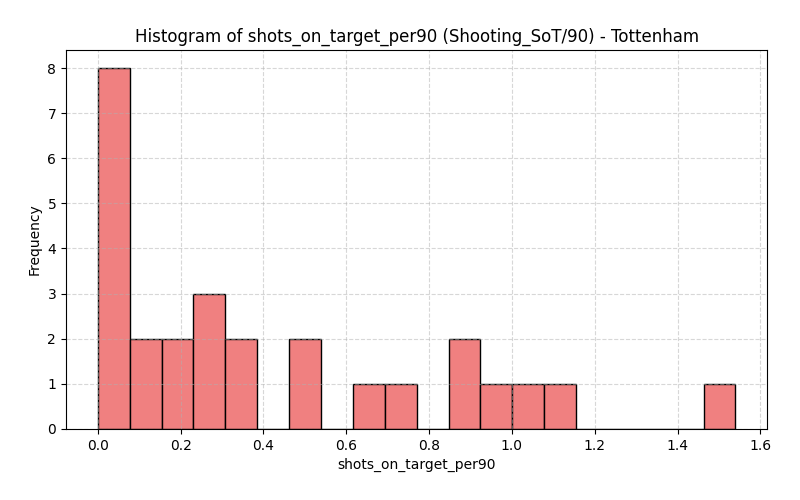 Histogram of shots_on_target_per90 (Shooting_SoT/90) - Tottenham
Frequency
8
7
6
5
4
3
2
1
0
0.0 0.2 0.4 0.6 0.8 1.0 1.2 1.4 1.6
shots_on_target_per90